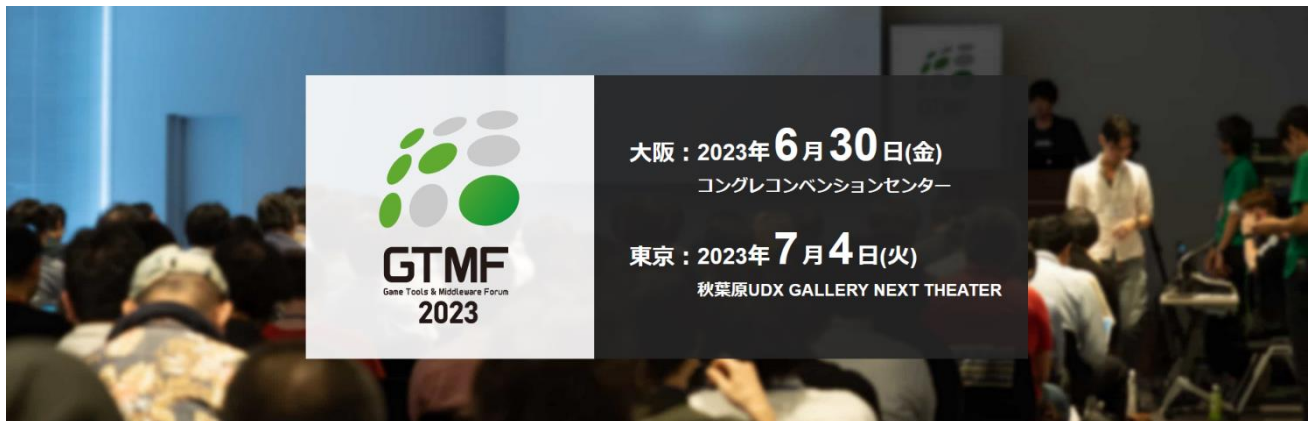 GTMF
Game Tools & Middleware Forum
2023
大阪：2023年6月30日(金)
コングレコンベンションセンター
東京：2023年7月4日(火)
秋葉原UDX GALLERY NEXT THEATER